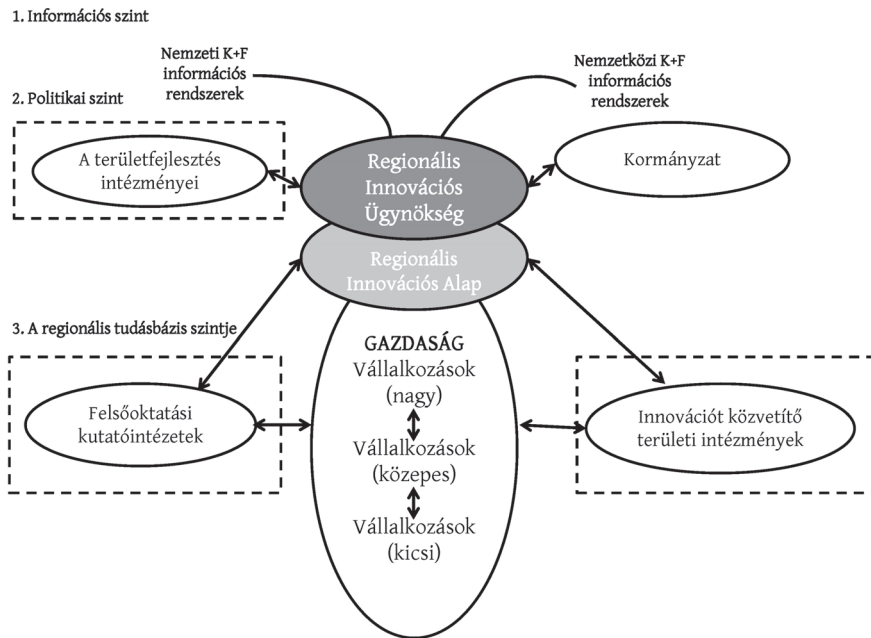 1. Információs szint
Nemzeti K+F
információs
rendszerek
Nemzetközi K+F
információs
rendszerek
2. Politikai szint
A területfejlesztés
intézményei
Regionális
Innovációs
Ügynökség
Kormányzat
Regionális
Innovációs Alap
3. A regionális tudásbázis szintje
GAZDASÁG
Vállalkozások
(nagy)
Vállalkozások
(közepes)
Vállalkozások
(kicsi)
Felsőoktatási
kutatóintézetek
Innovációt közvetítő
területi intézmények